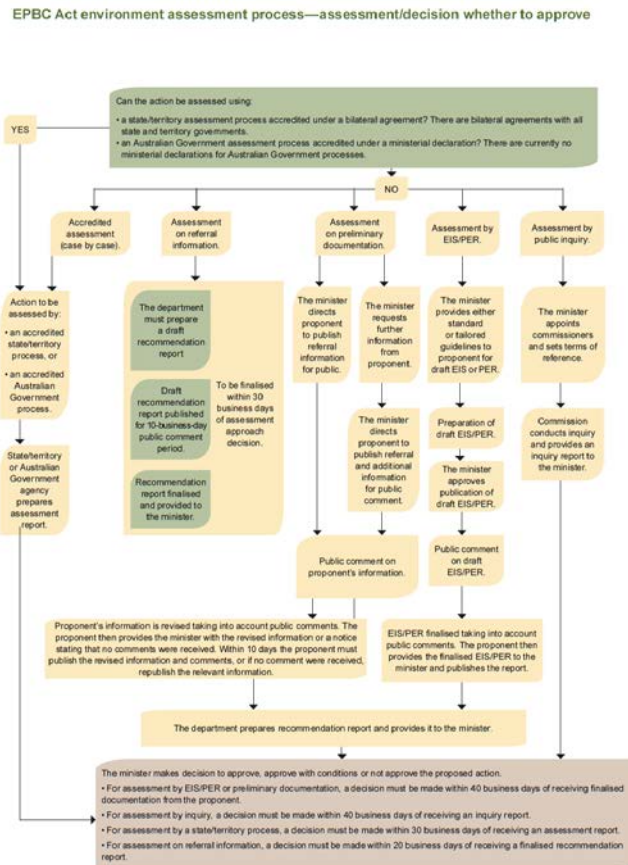 EPBC Act environment assessment process—assessment/decision whether to approve
Can the action be assessed using:
• a state/territory assessment process accredited under a bilateral agreement? There are bilateral agreements with all
state and territory governments.
• an Australian Government assessment process accredited under a ministerial declaration? There are currently no
ministerial declarations for Australian Government processes.
YES
NO
Accredited
assessment
(case by case).
Assessment
on referral
information.
Assessment
on preliminary
documentation.
Assessment by
EIS/PER.
Assessment by
public inquiry.
Action to be
assessed by:
• an accredited
state/territory
process, or
• an accredited
Australian
Government
process.
State/territory
or Australian
Government
agency
prepares
assessment
report.
The department
must prepare
a draft
recommendation
report
Draft
recommendation
report published
for 10-business-day
public comment
period.
Recommendation
report finalised
and provided to
the minister.
To be finalised
within 30
business days
of assessment
approach
decision.
The minister
directs
proponent
to publish
referral
information
for public.
The minister
requests
further
information
from
proponent.
The minister
directs
proponent to
publish referral
and additional
information
for public
comment.
Public comment on
proponent's information.
The minister
provides either
standard
or tailored
guidelines to
proponent for
draft EIS or PER.
Preparation of
draft EIS/PER.
The minister
approves
publication of
draft EIS/PER.
Public comment
on draft
EIS/PER.
The minister
appoints
commissioners
and sets terms of
reference.
Commission
conducts inquiry
and provides an
inquiry report to
the minister.
Proponent's information is revised taking into account public comments. The
proponent then provides the minister with the revised information or a notice
stating that no comments were received. Within 10 days the proponent must
publish the revised information and comments, or if no comment were received,
republish the relevant information.
EIS/PER finalised taking into account
public comments. The proponent then
provides the finalised EIS/PER to the
minister and publishes the report.
The department prepares recommendation report and provides it to the minister.
The minister makes decision to approve, approve with conditions or not approve the proposed action.
• For assessment by EIS/PER or preliminary documentation, a decision must be made within 40 business days of receiving finalised
documentation from the proponent.
• For assessment by inquiry, a decision must be made within 40 business days of receiving an inquiry report.
• For assessment by a state/territory process, a decision must be made within 30 business days of receiving an assessment report.
• For assessment on referral information, a decision must be made within 20 business days of receiving a finalised recommendation
report.